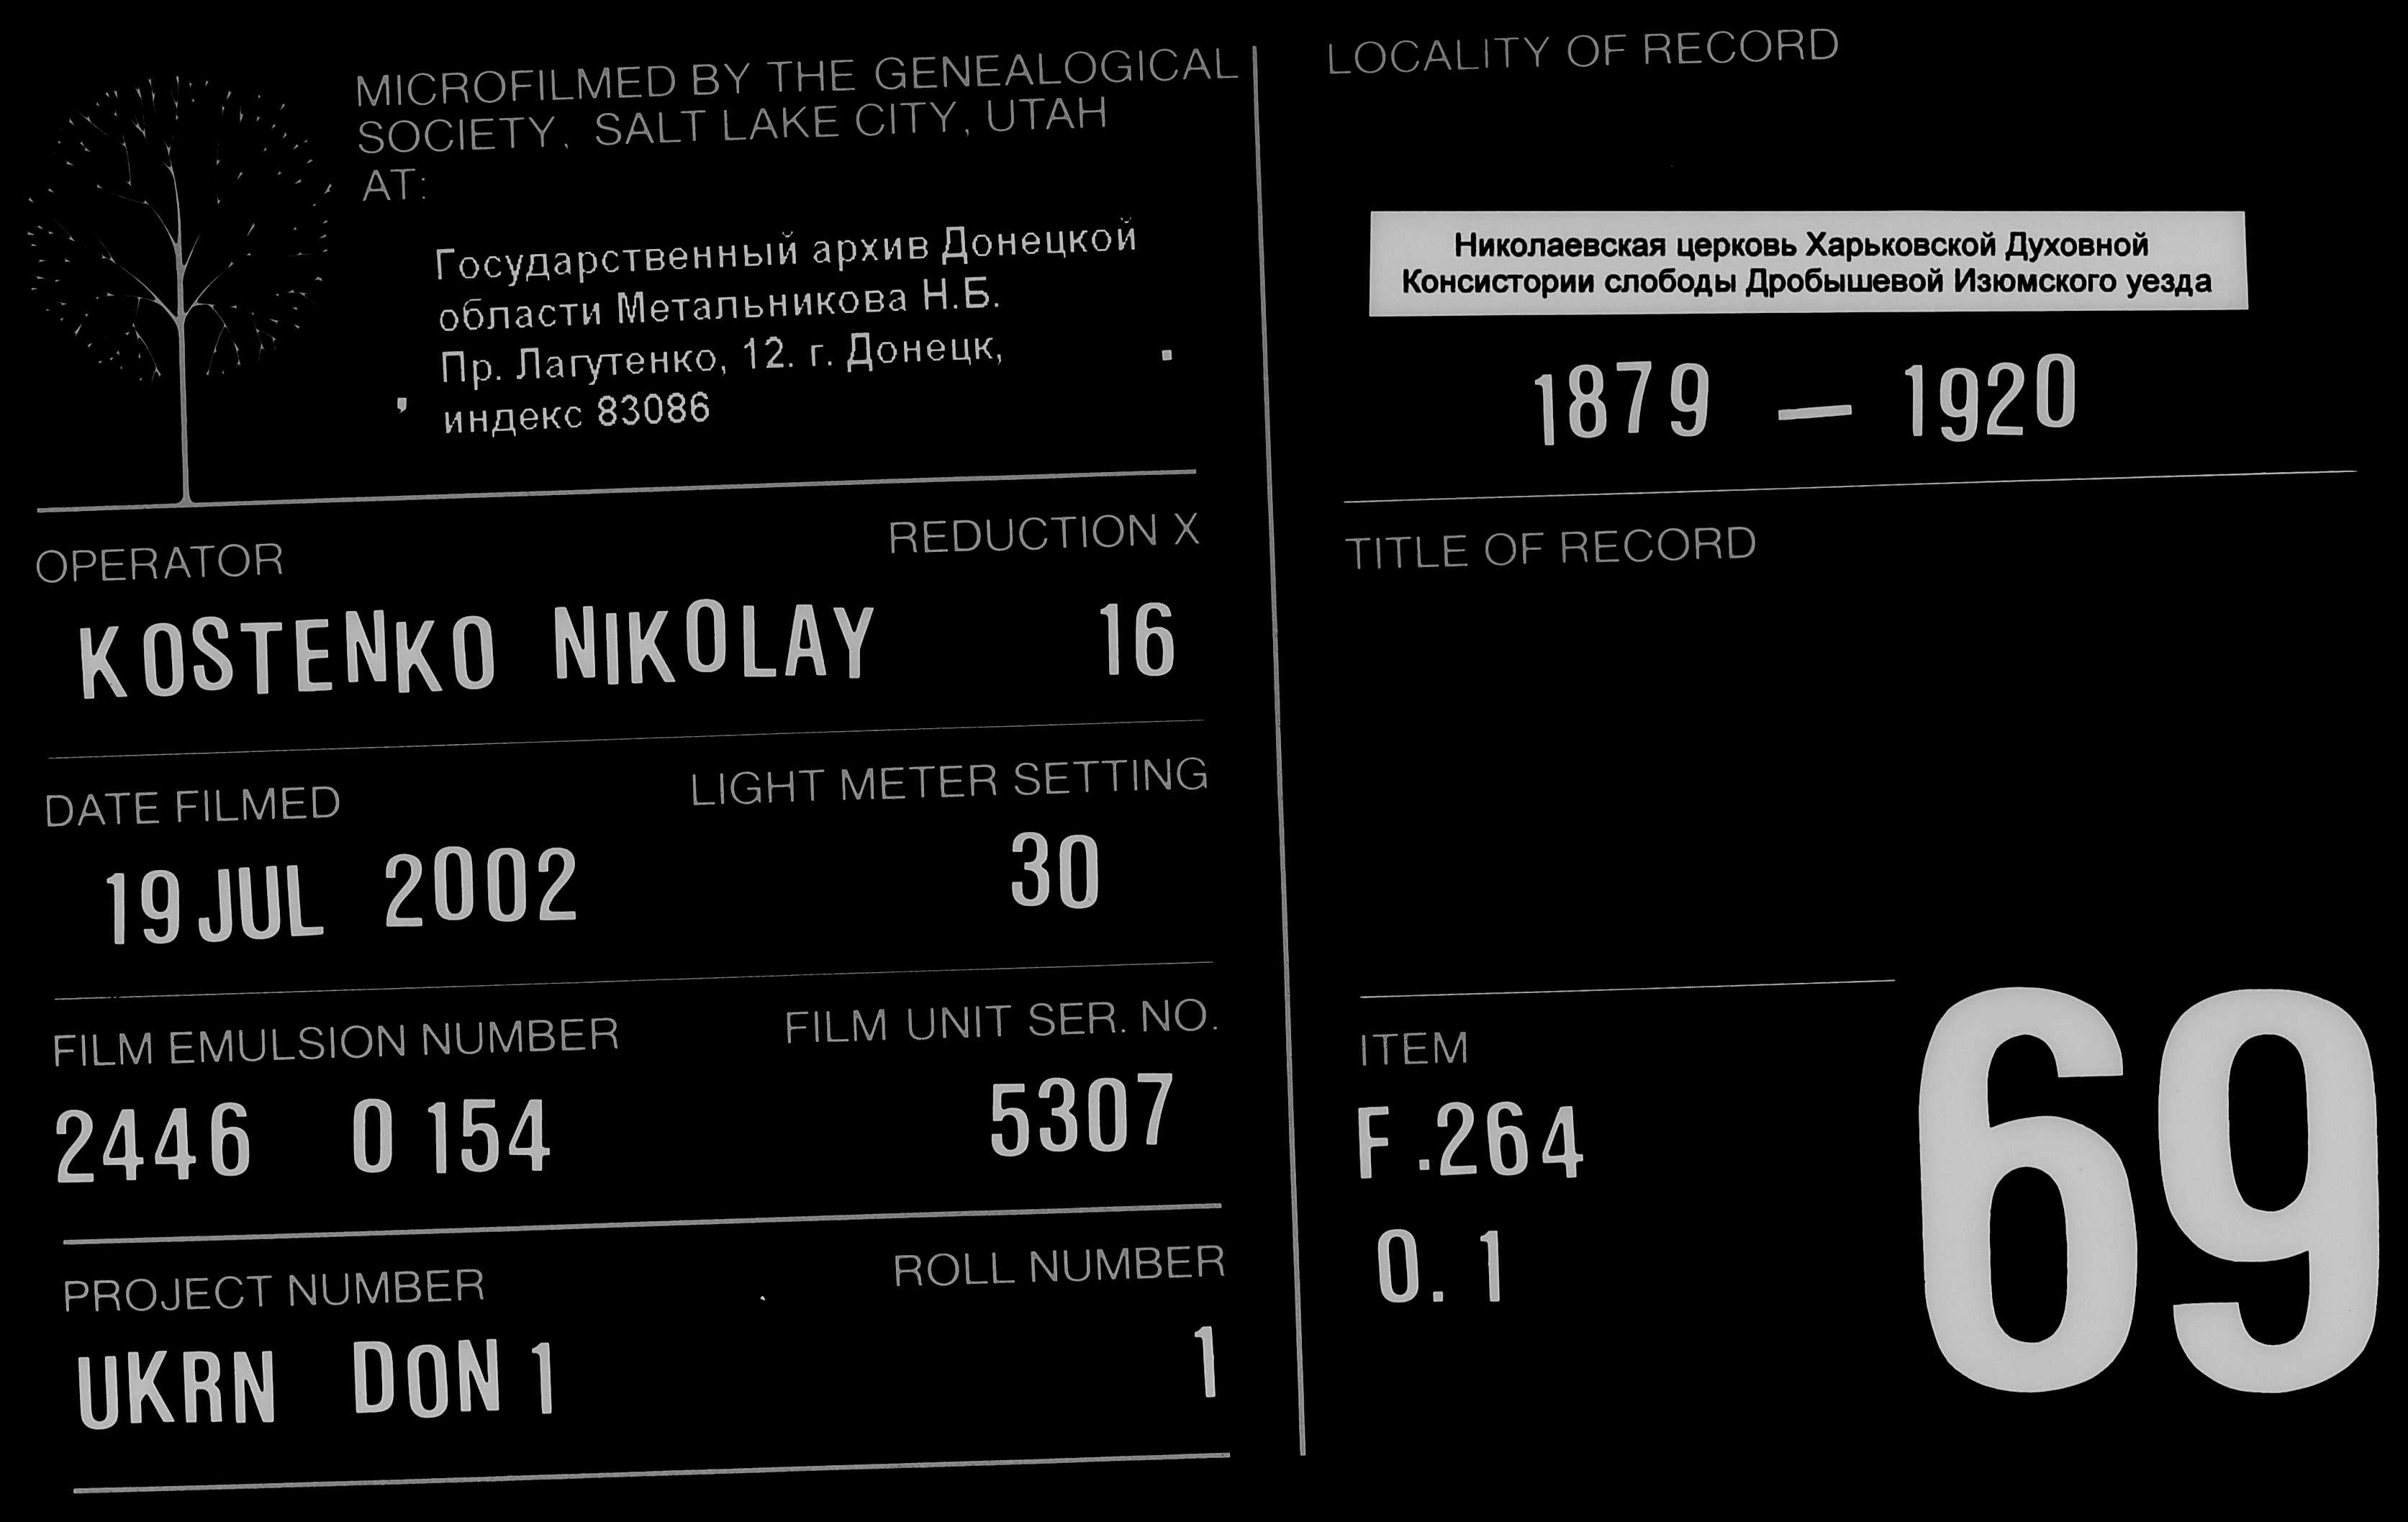 MICROFILMED BY THE GENEALOGICAL
SOCIETY, SALT LAKE CITY, UTAH
AT:
Государственный архив Донецкой
области Метальникова Н.Б.
Пр. Лагутенко, 12. г. Донецк,
индекс 83086
OPERATOR REDUCTION X
KOSTENKO NIKOLAY 16
DATE FILMED LIGHT METER SETTING
19 JUL 2002 30
FILM EMULSION NUMBER FILM UNIT SER. NO.
2446 0 154 5307
PROJECT NUMBER ROLL NUMBER
UKRN DON 1 1
LOCALITY OF RECORD
Николаевская церковь Харьковской Духовной
Консистории слободы Дробышевой Изюмского уезда
1879 — 1920
TITLE OF RECORD
ITEM
F .264
0. 1
69